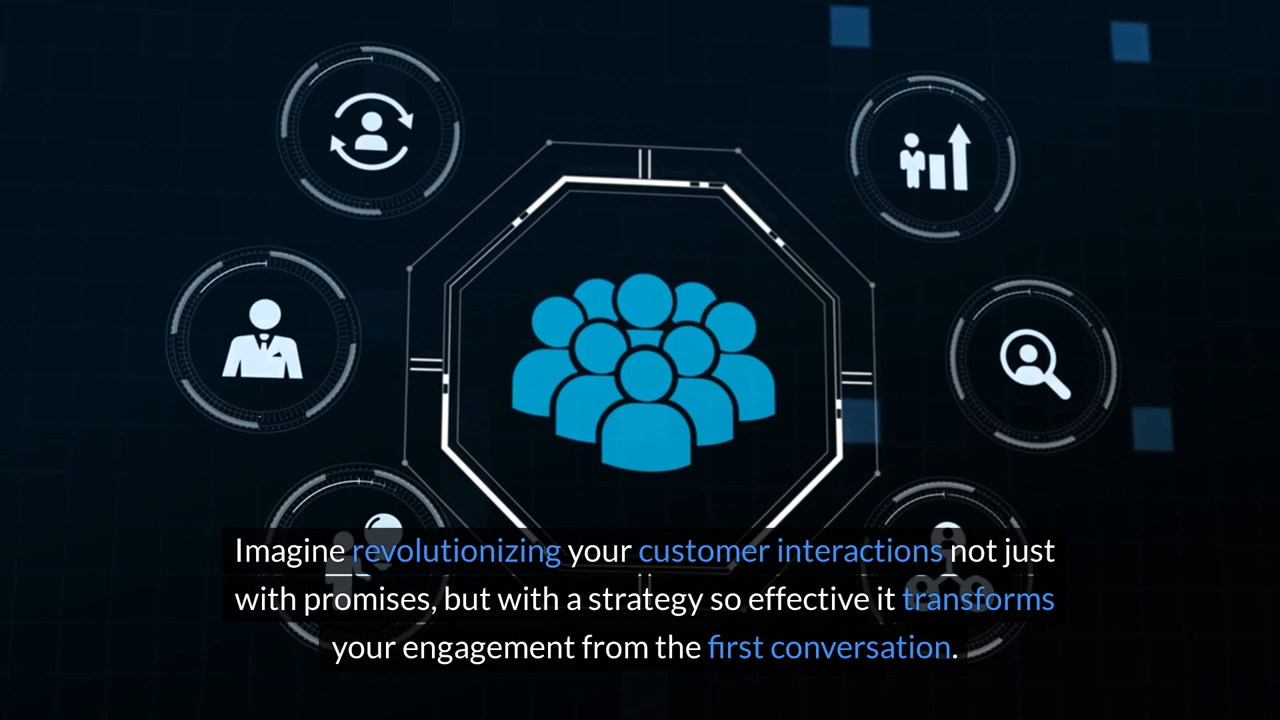 Imagine revolutionizing your customer interactions not just
with promises, but with a strategy so effective it transforms
your engagement from the first conversation.